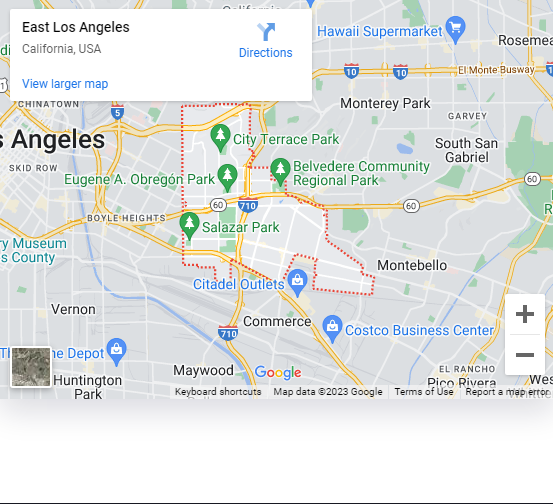 California
East Los Angeles
California, USA
Directions
View larger map
Hawaii Supermarket
Rosemea
10
10
El Monte Busway
CHINATOWN
5
Monterey Park
GARVEY
s Angeles
City Terrace Park
South San
Gabriel
SKID ROW
Belvedere Community
Regional Park
Eugene A. Obregón Park
60
710
60
60
BOYLE HEIGHTS
Salazar Park
ry Museum
s County
Montebello
Citadel Outlets
Vernon
Commerce
710
Costco Business Center
The
e Depot
EL RANCHO
Maywood
Google
Huntington
Park
Pico Rivera
Wes
Keyboard shortcuts
Map data ©2023 Google
Terms of Use
Report a map error